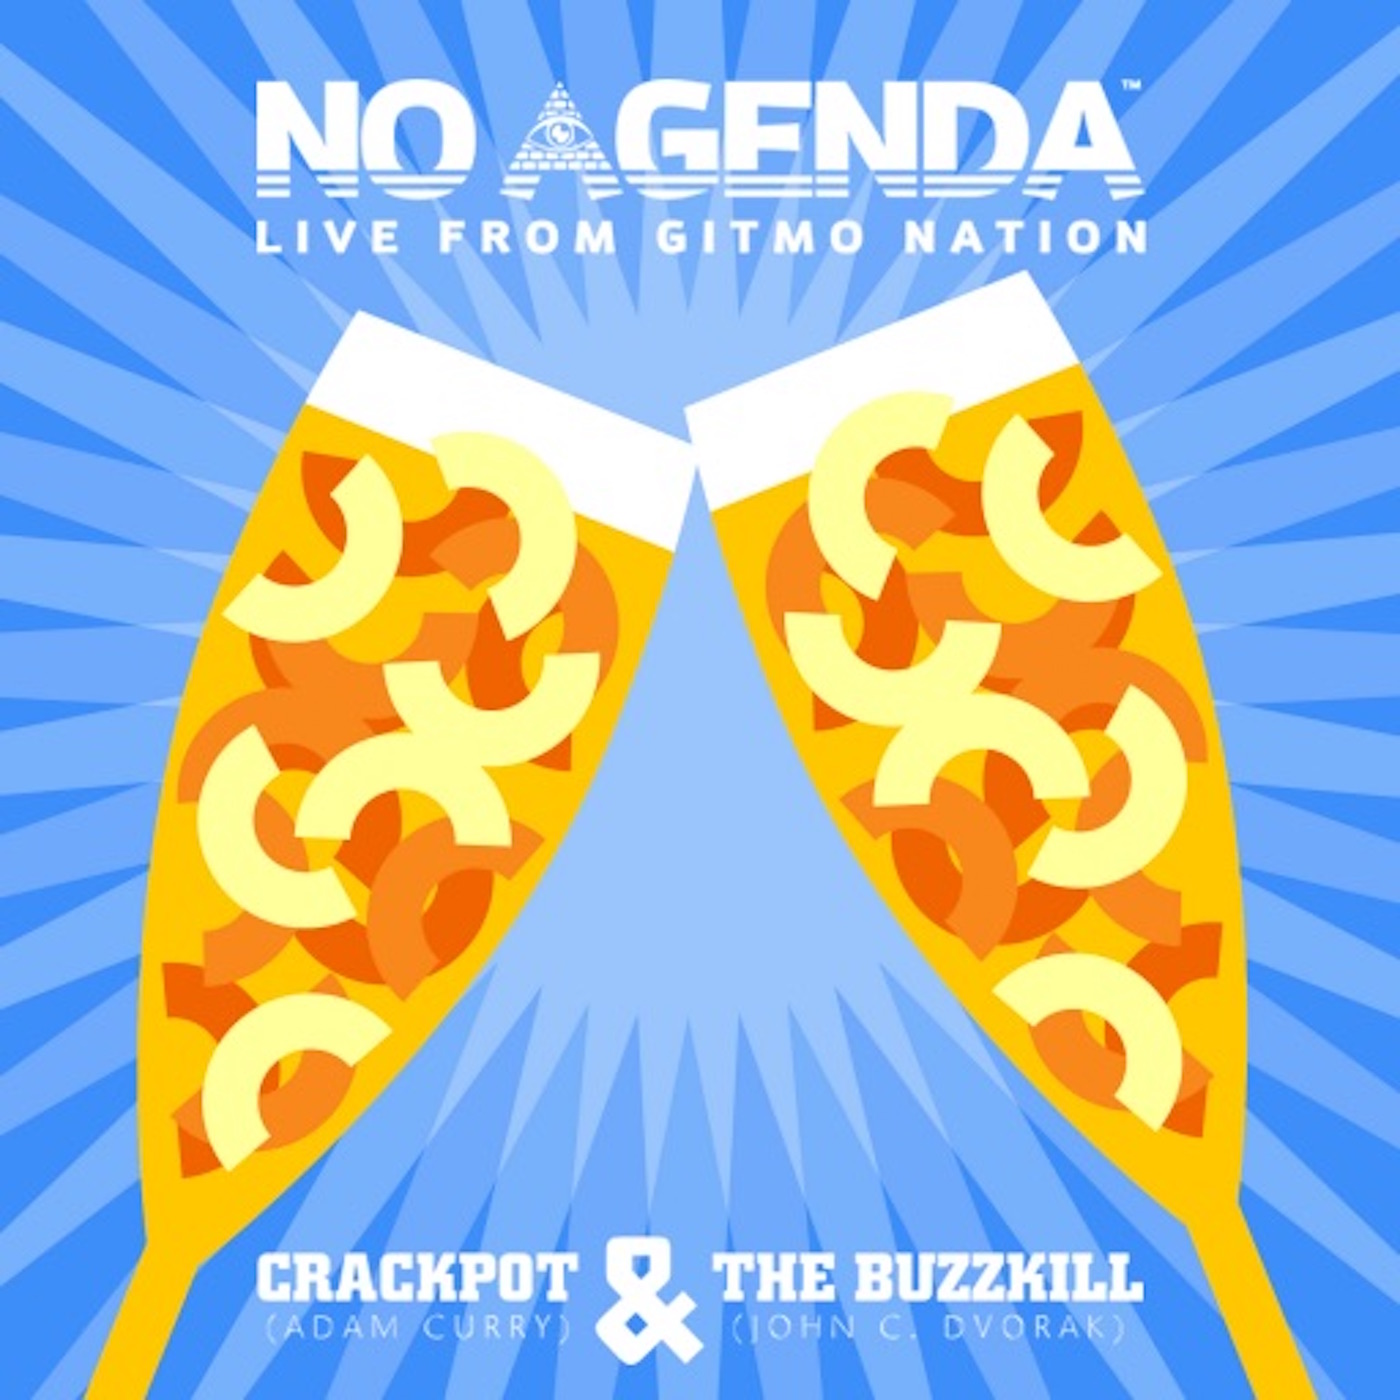 NO AGENDA™
LIVE FROM GITMO NATION
CRACKPOT & THE BUZZKILL
(ADAM CURRY) (JOHN C. DVORAK)